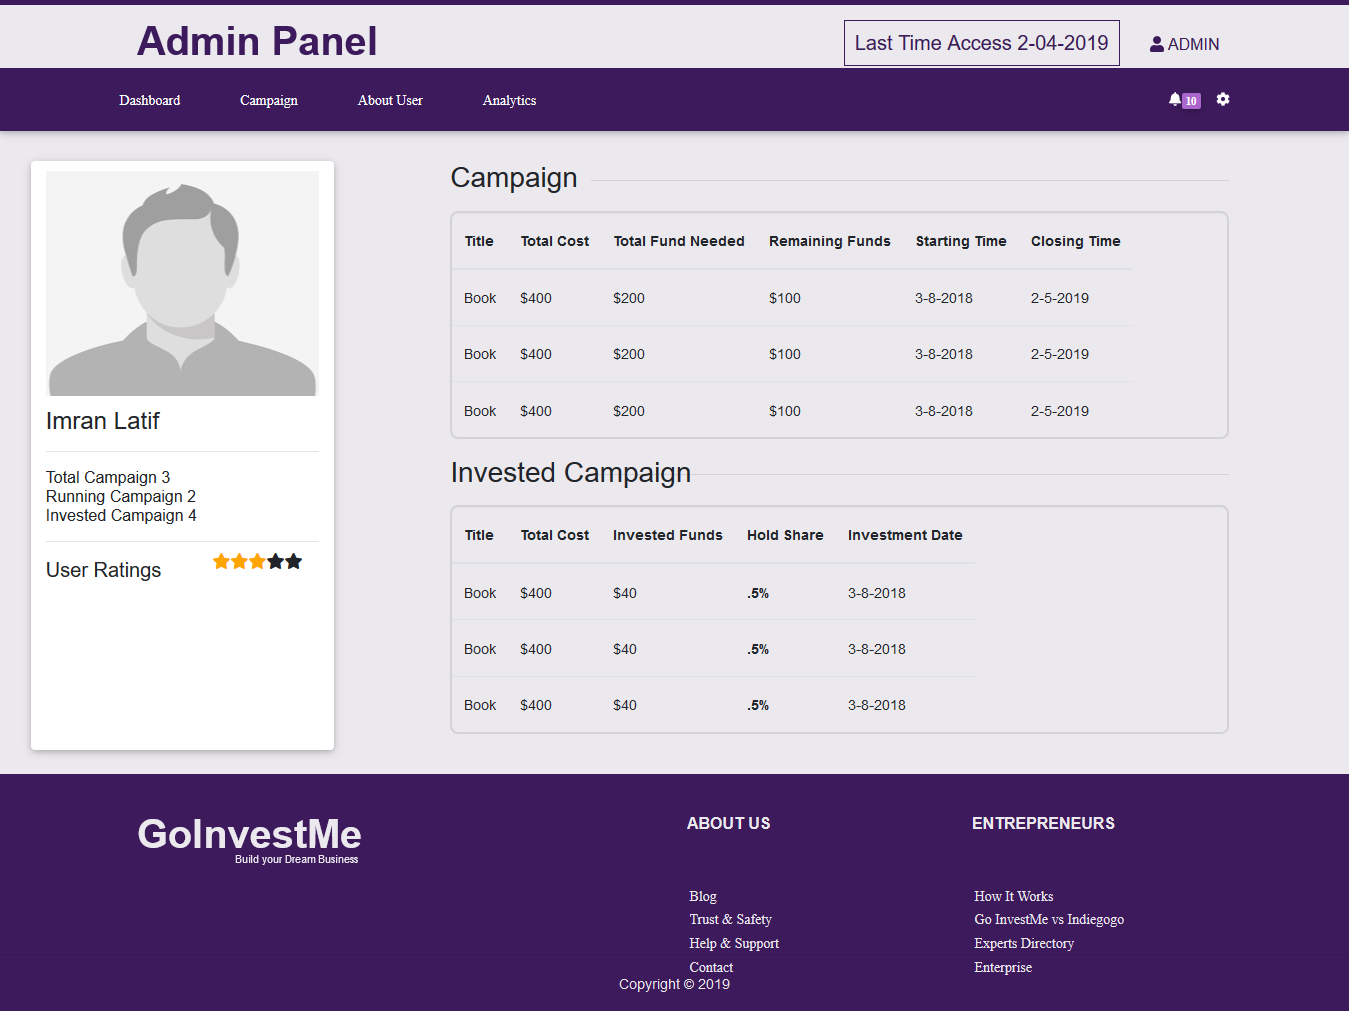 Admin Panel
Last Time Access 2-04-2019
ADMIN
Dashboard Campaign About User Analytics
10
Imran Latif
Total Campaign 3
Running Campaign 2
Invested Campaign 4
User Ratings
Campaign
Title Total Cost Total Fund Needed Remaining Funds Starting Time Closing Time
Book $400 $200 $100 3-8-2018 2-5-2019
Book $400 $200 $100 3-8-2018 2-5-2019
Book $400 $200 $100 3-8-2018 2-5-2019
Invested Campaign
Title Total Cost Invested Funds Hold Share Investment Date
Book $400 $40 .5% 3-8-2018
Book $400 $40 .5% 3-8-2018
Book $400 $40 .5% 3-8-2018
GoInvestMe
Build your Dream Business
ABOUT US
Blog
Trust & Safety
Help & Support
Contact
ENTREPRENEURS
How It Works
Go InvestMe vs Indiegogo
Experts Directory
Enterprise
Copyright © 2019